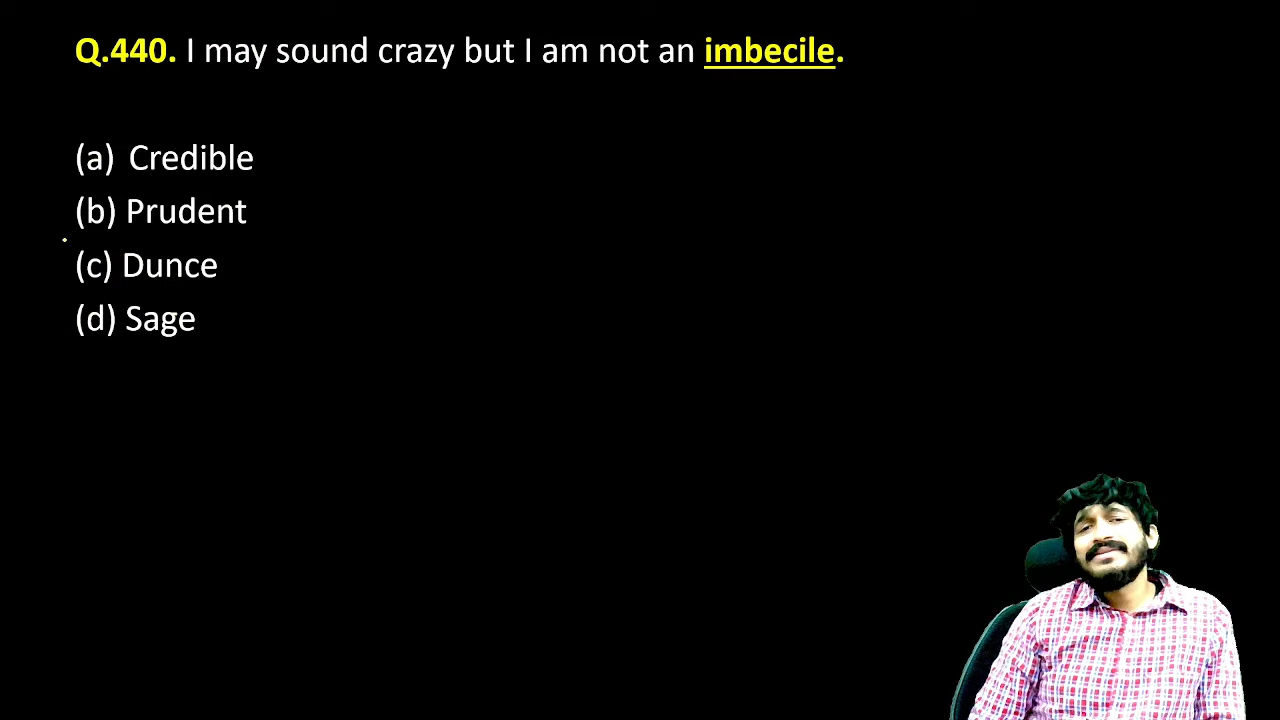 Q.440. I may sound crazy but I am not an imbecile.
(a) Credible
(b) Prudent
(c) Dunce
(d) Sage